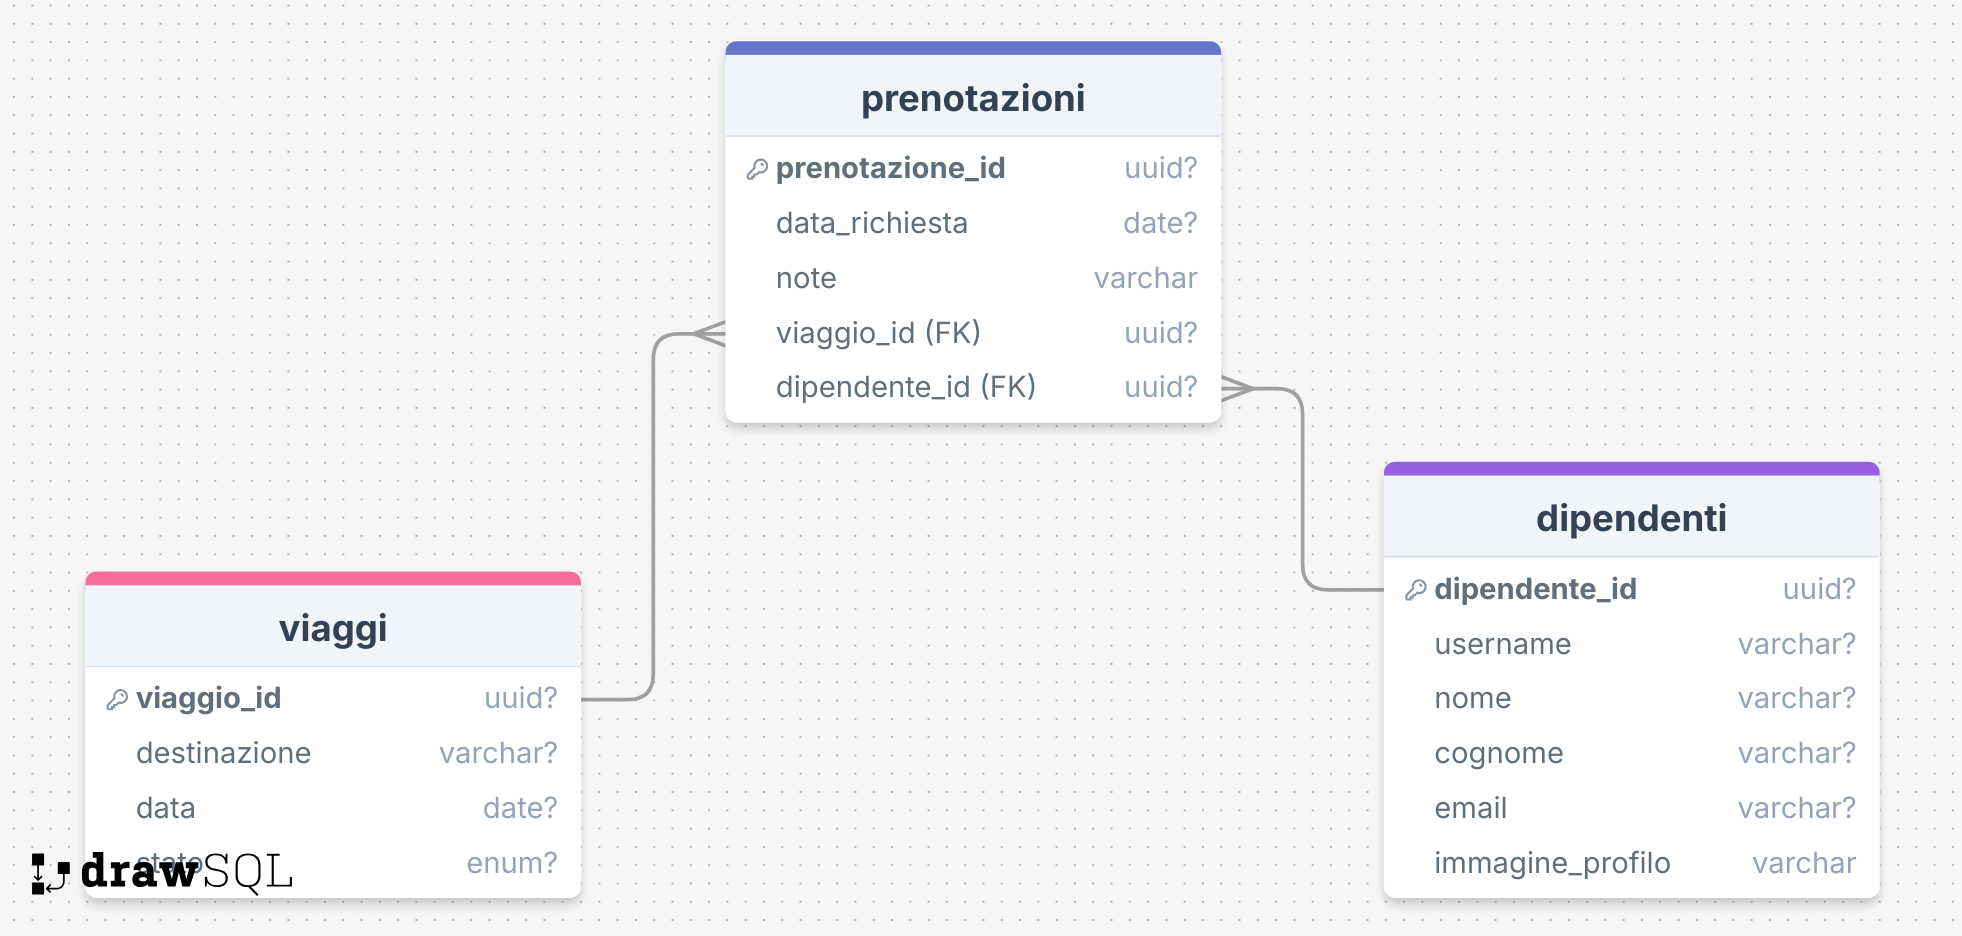 prenotazioni
prenotazione_id uuid?
data_richiesta date?
note varchar
viaggio_id (FK) uuid?
dipendente_id (FK) uuid?
dipendenti
dipendente_id uuid?
username varchar?
nome varchar?
cognome varchar?
email varchar?
immagine_profilo varchar
viaggi
viaggio_id uuid?
destinazione varchar?
data date?
stato enum?
drawSQL